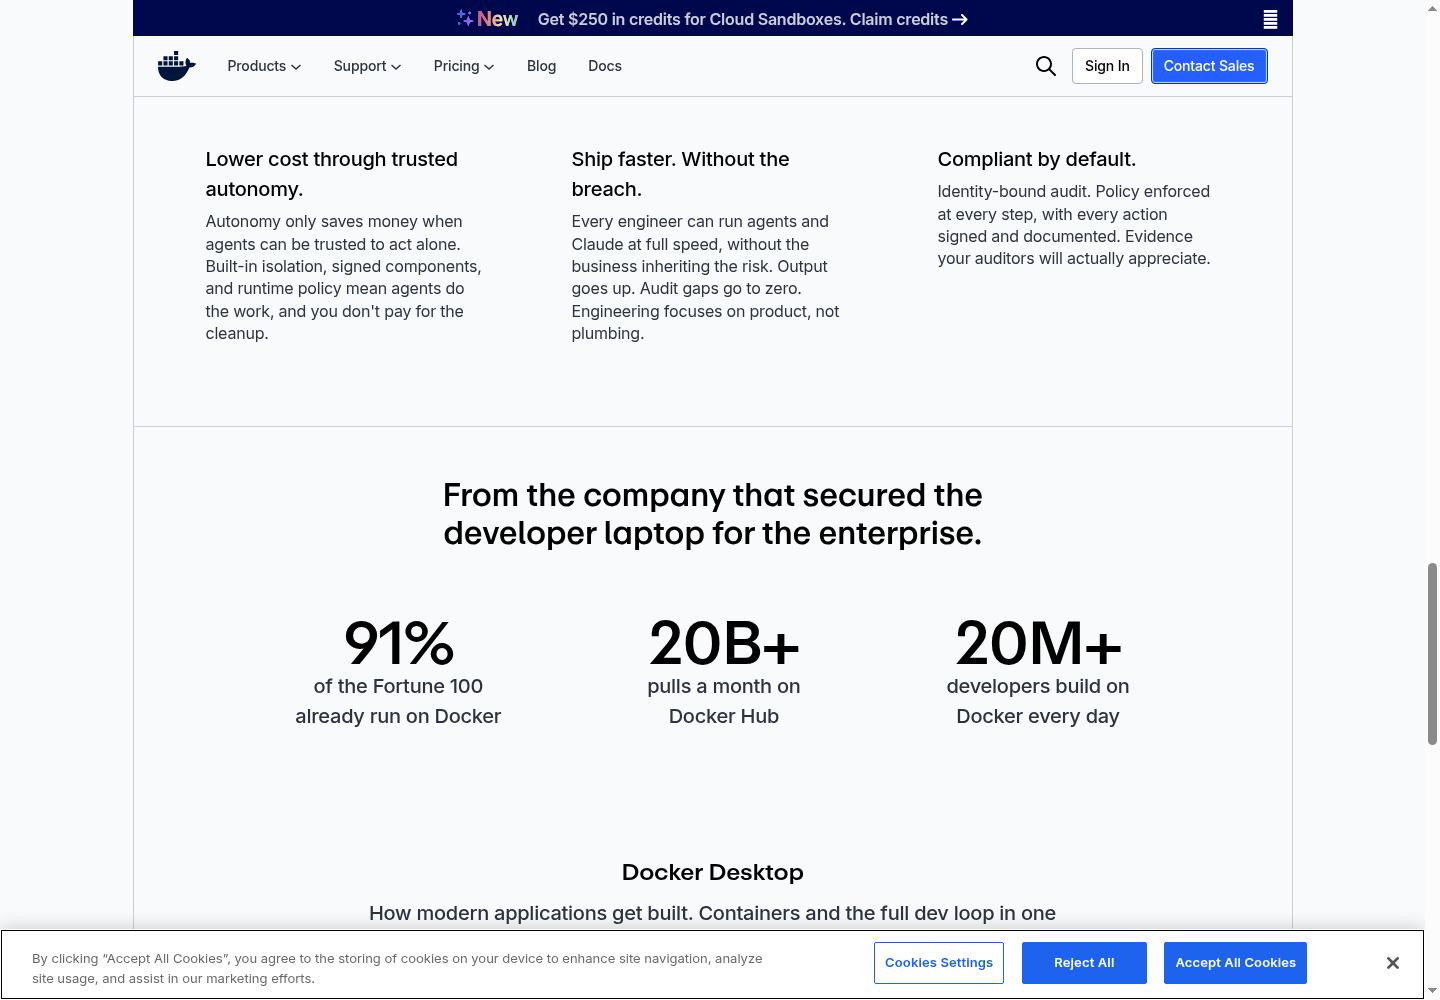 New Get $250 in credits for Cloud Sandboxes. Claim credits →
Products Support Pricing Blog Docs Sign In Contact Sales
Lower cost through trusted
autonomy.
Autonomy only saves money when
agents can be trusted to act alone.
Built-in isolation, signed components,
and runtime policy mean agents do
the work, and you don't pay for the
cleanup.
Ship faster. Without the
breach.
Every engineer can run agents and
Claude at full speed, without the
business inheriting the risk. Output
goes up. Audit gaps go to zero.
Engineering focuses on product, not
plumbing.
Compliant by default.
Identity-bound audit. Policy enforced
at every step, with every action
signed and documented. Evidence
your auditors will actually appreciate.
From the company that secured the
developer laptop for the enterprise.
91%
of the Fortune 100
already run on Docker
20B+
pulls a month on
Docker Hub
20M+
developers build on
Docker every day
Docker Desktop
How modern applications get built. Containers and the full dev loop in one
By clicking “Accept All Cookies”, you agree to the storing of cookies on your device to enhance site navigation, analyze
site usage, and assist in our marketing efforts.
Cookies Settings Reject All Accept All Cookies